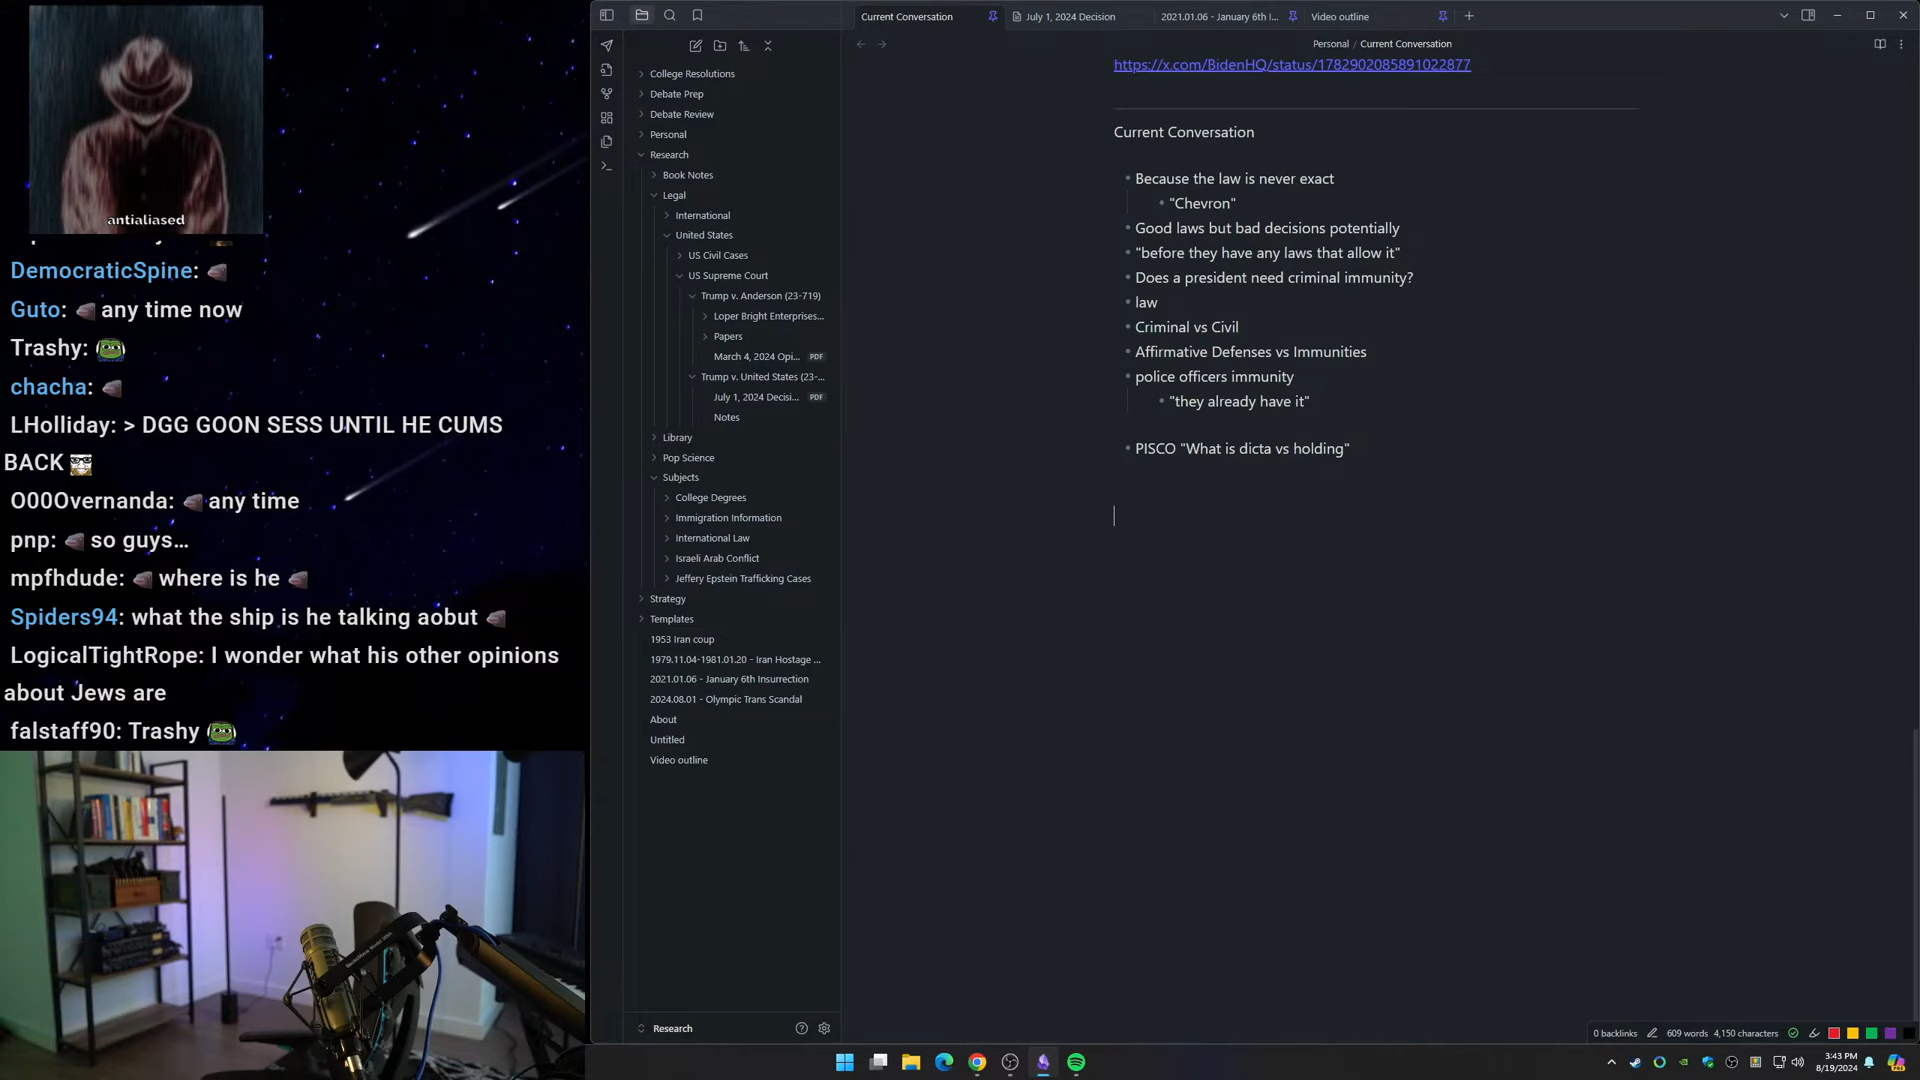 antialiased
DemocraticSpine:
Guto: any time now
Trashy:
chacha:
LHolliday: > DGG GOON SESS UNTIL HE CUMS
BACK
O00Overnanda: any time
pnp: so guys...
mpfhdude: where is he
Spiders94: what the ship is he talking aobut
LogicalTightRope: I wonder what his other opinions
about Jews are
falstaff90: Trashy
College Resolutions
Debate Prep
Debate Review
Personal
Research
Book Notes
Legal
International
United States
US Civil Cases
US Supreme Court
Trump v. Anderson (23-719)
Loper Bright Enterprises...
Papers
March 4, 2024 Opi... PDF
Trump v. United States (23-...
July 1, 2024 Decisi... PDF
Notes
Library
Pop Science
Subjects
College Degrees
Immigration Information
International Law
Israeli Arab Conflict
Jeffery Epstein Trafficking Cases
Strategy
Templates
1953 Iran coup
1979.11.04-1981.01.20 - Iran Hostage ...
2021.01.06 - January 6th Insurrection
2024.08.01 - Olympic Trans Scandal
About
Untitled
Video outline
Research
Current Conversation
July 1, 2024 Decision
2021.01.06 - January 6th I...
Video outline
Personal / Current Conversation
https://x.com/BidenHQ/status/1782902085891022877
Current Conversation
Because the law is never exact
"Chevron"
Good laws but bad decisions potentially
"before they have any laws that allow it"
Does a president need criminal immunity?
law
Criminal vs Civil
Affirmative Defenses vs Immunities
police officers immunity
"they already have it"
PISCO "What is dicta vs holding"
0 backlinks 609 words 4,150 characters
3:43 PM
8/19/2024